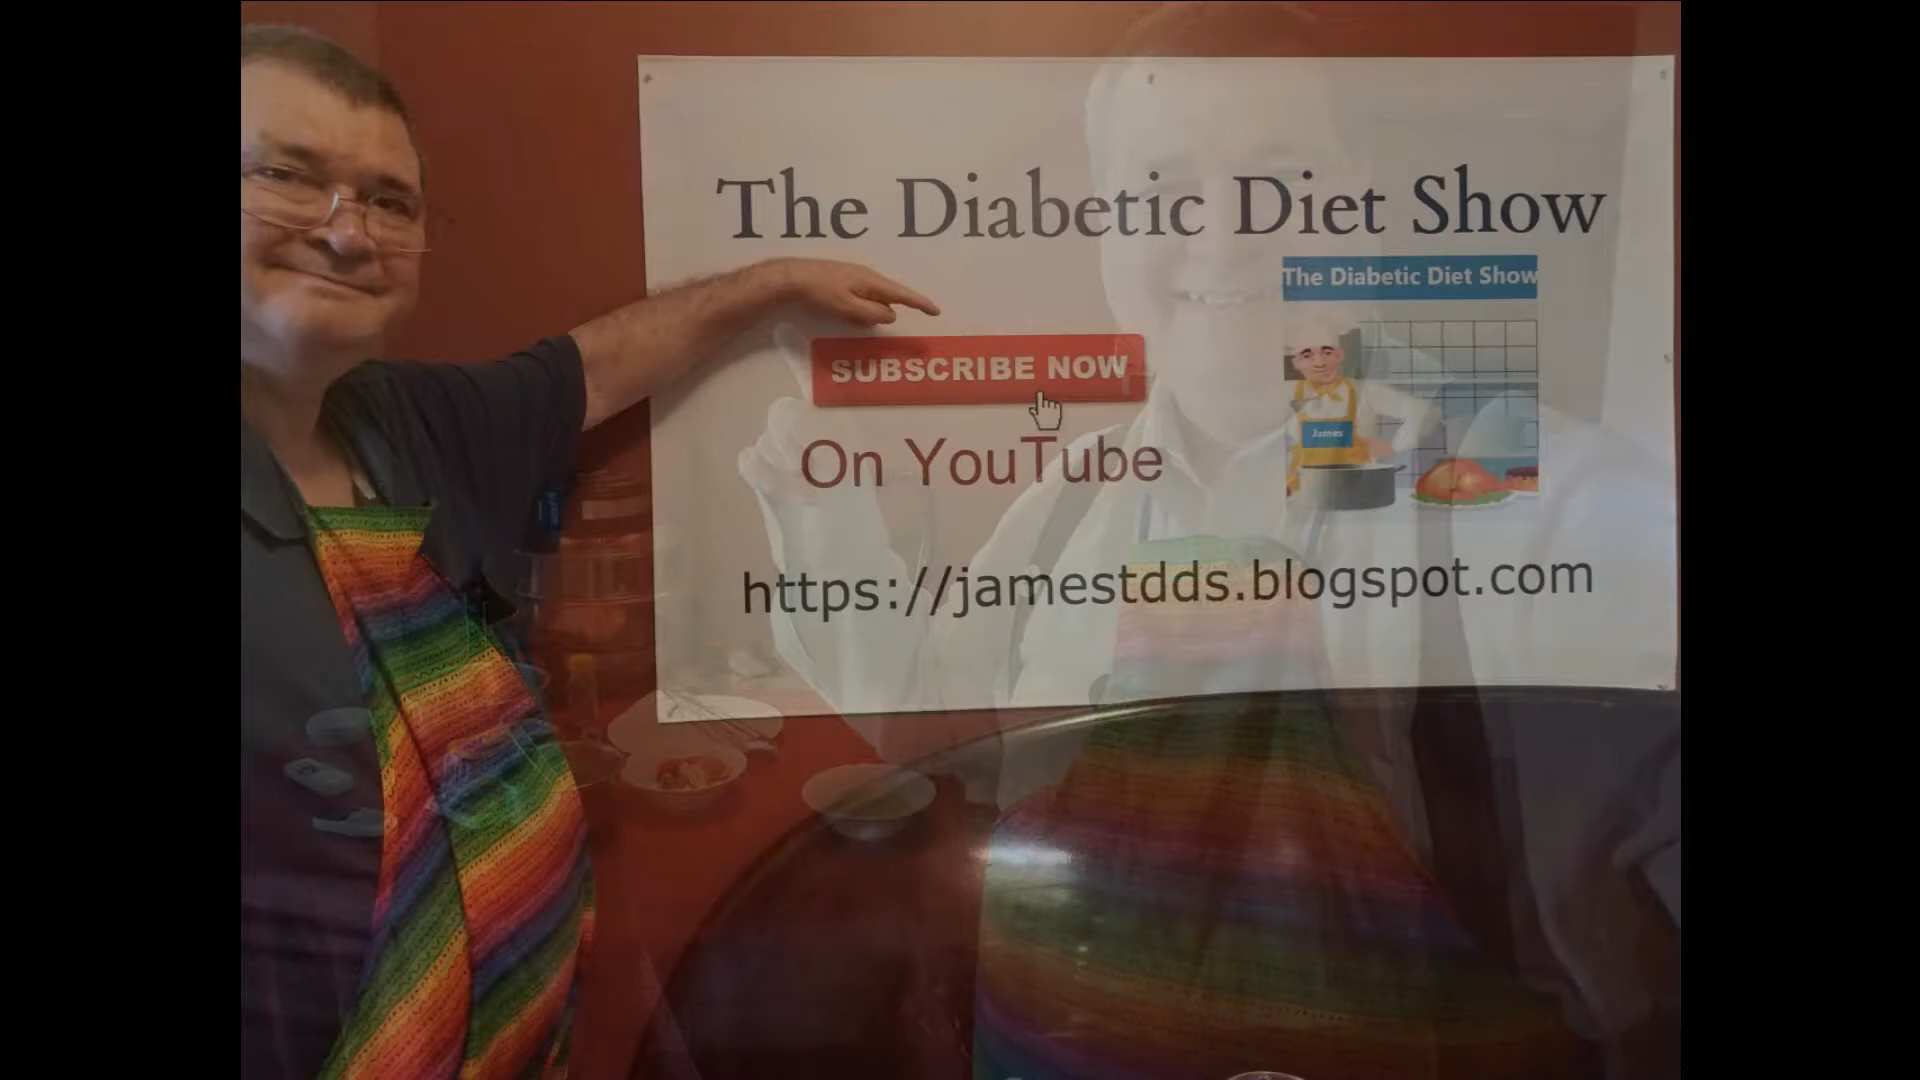 The Diabetic Diet Show
The Diabetic Diet Show
SUBSCRIBE NOW
James
On YouTube
https://jamestdds.blogspot.com